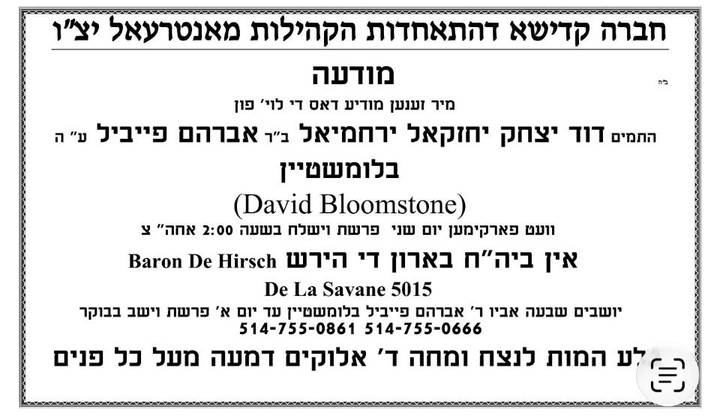 חברה קדישא דהתאחדות הקהילות מאנטרעאל יצ"ו
ב"ה
מודעה
מיר זענען מודיע דאס די לוי' פון
התמים דוד יצחק יחזקאל ירחמיאל ב"ר אברהם פייביל ע" ה
בלומשטיין
(David Bloomstone)
וועט פארקימען יום שני פרשת וישלח בשעה 2:00 אחה" צ
אין ביה"ח בארון די הירש Baron De Hirsch
De La Savane 5015
יושבים שבעה אביו ר' אברהם פייביל בלומשטיין עד יום א' פרשת וישב בבוקר
514-755-0861 514-755-0666
המות לנצח ומחה ד' אלוקים דמעה מעל כל פנים